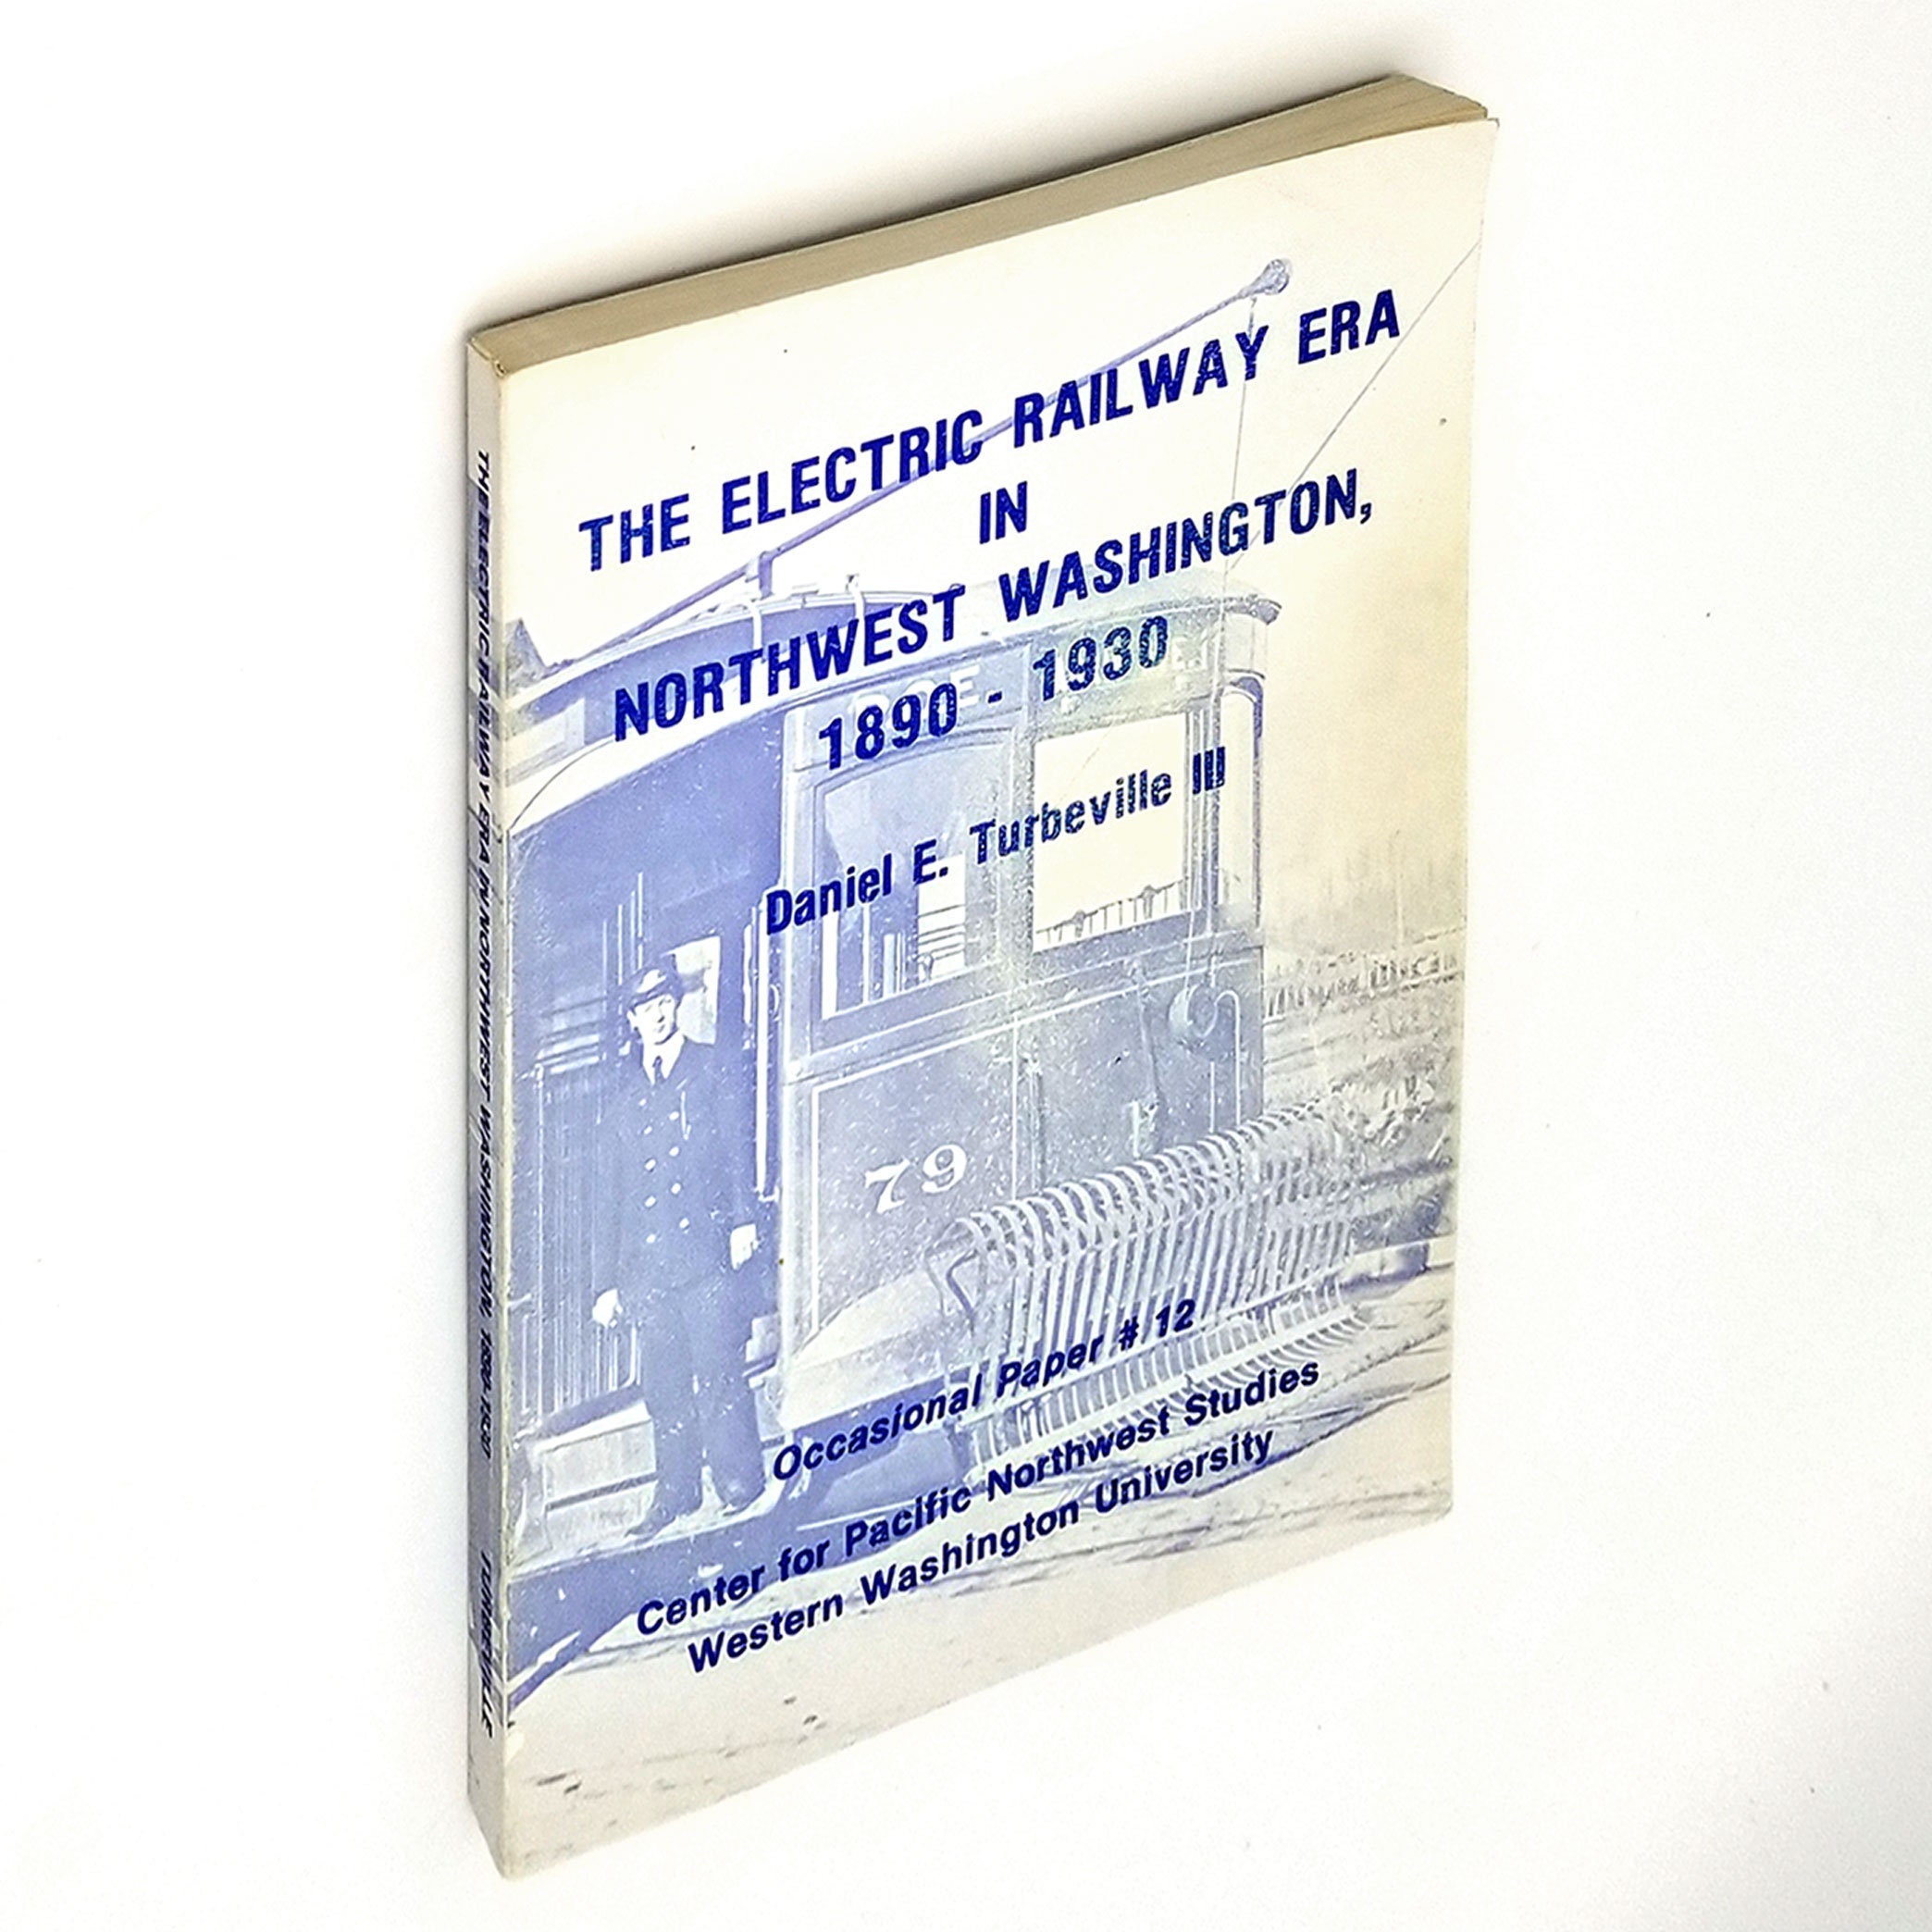 THE ELECTRIC RAILWAY ERA
IN
NORTHWEST WASHINGTON,
1890 - 1930
Daniel E. Turbeville III
79
Occasional Paper # 12
Center for Pacific Northwest Studies
Western Washington University
THE ELECTRIC RAILWAY ERA IN NORTHWEST WASHINGTON, 1890-1930 TURBEVILLE